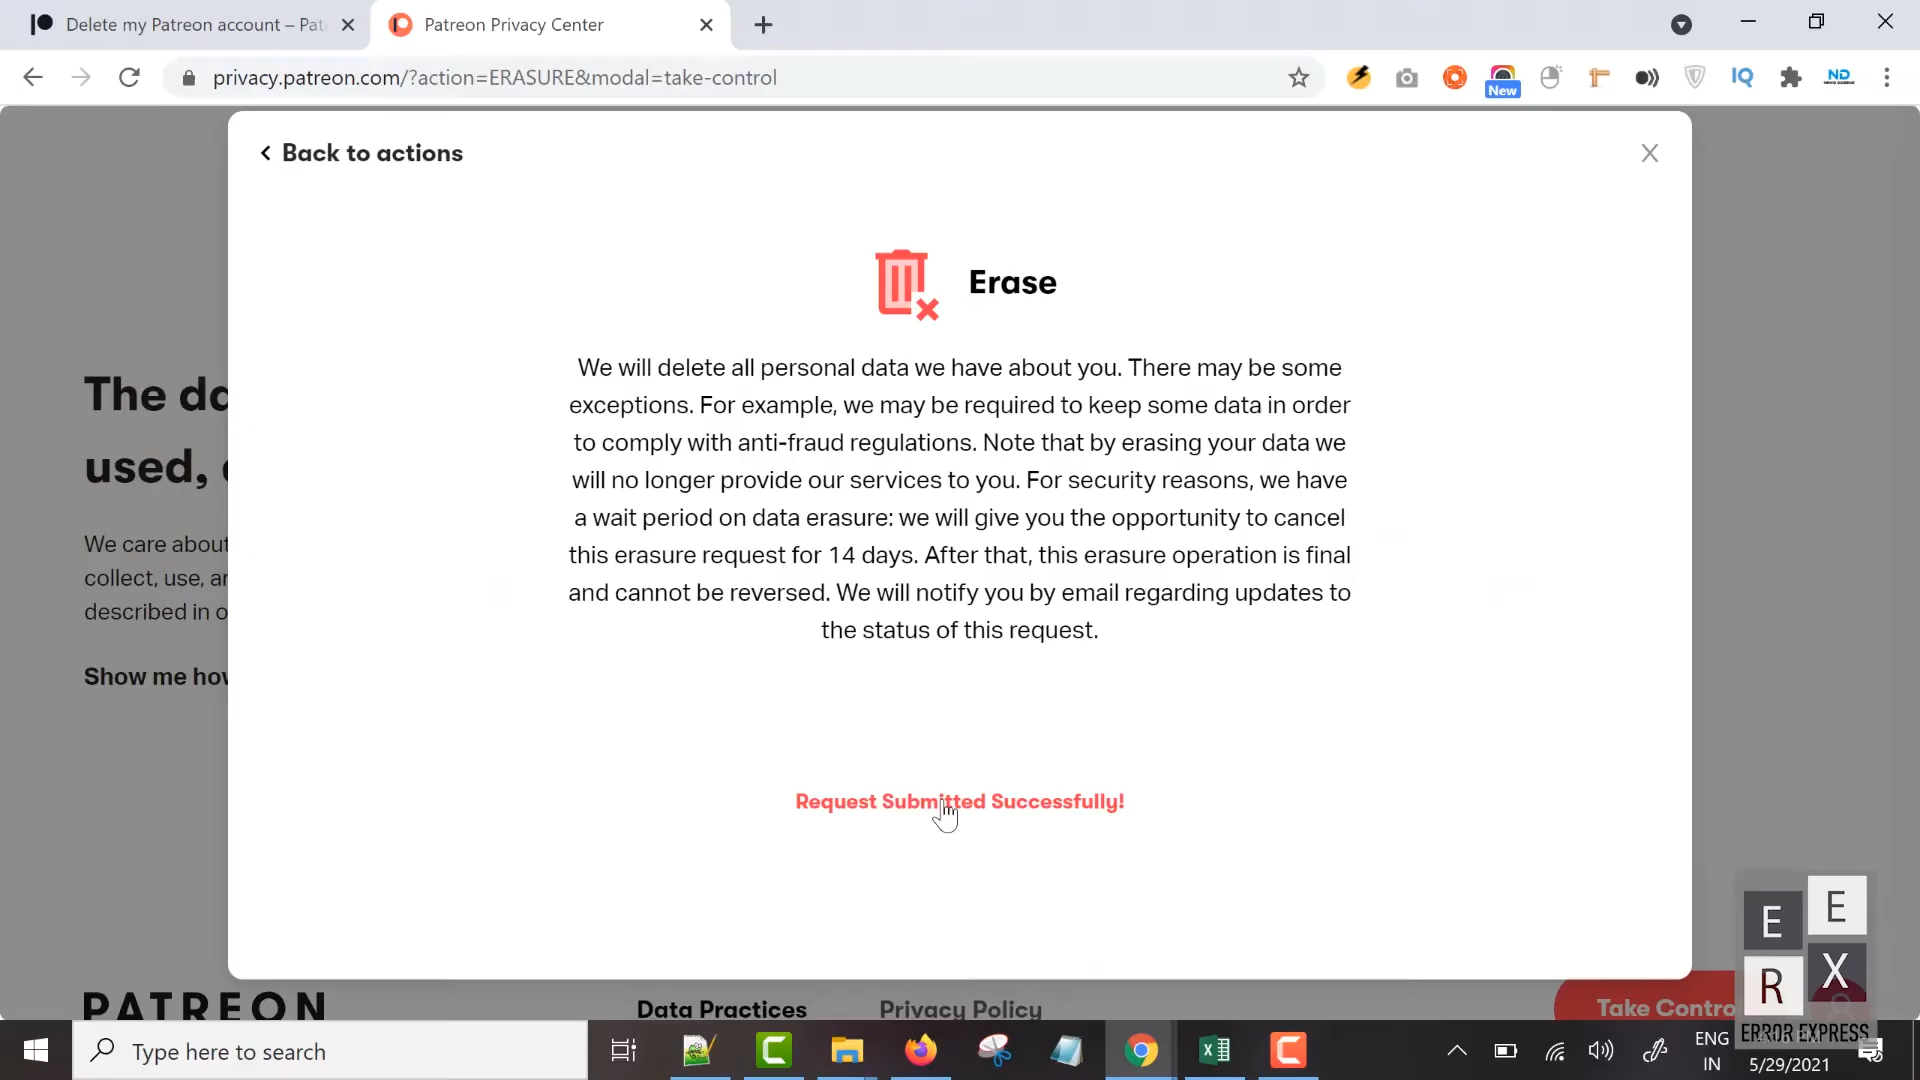 Delete my Patreon account – Pat
Patreon Privacy Center
privacy.patreon.com/?action=ERASURE&modal=take-control
New
IQ
ND
Back to actions
X
Erase
We will delete all personal data we have about you. There may be some
exceptions. For example, we may be required to keep some data in order
to comply with anti-fraud regulations. Note that by erasing your data we
will no longer provide our services to you. For security reasons, we have
a wait period on data erasure: we will give you the opportunity to cancel
this erasure request for 14 days. After that, this erasure operation is final
and cannot be reversed. We will notify you by email regarding updates to
the status of this request.
Request Submitted Successfully!
The da
used,
We care about
collect, use, an
described in o
Show me how
PATREON
Data Practices
Privacy Policy
Take Contro
E E
R X
ERROR EXPRESS
Type here to search
ENG
IN
5/29/2021